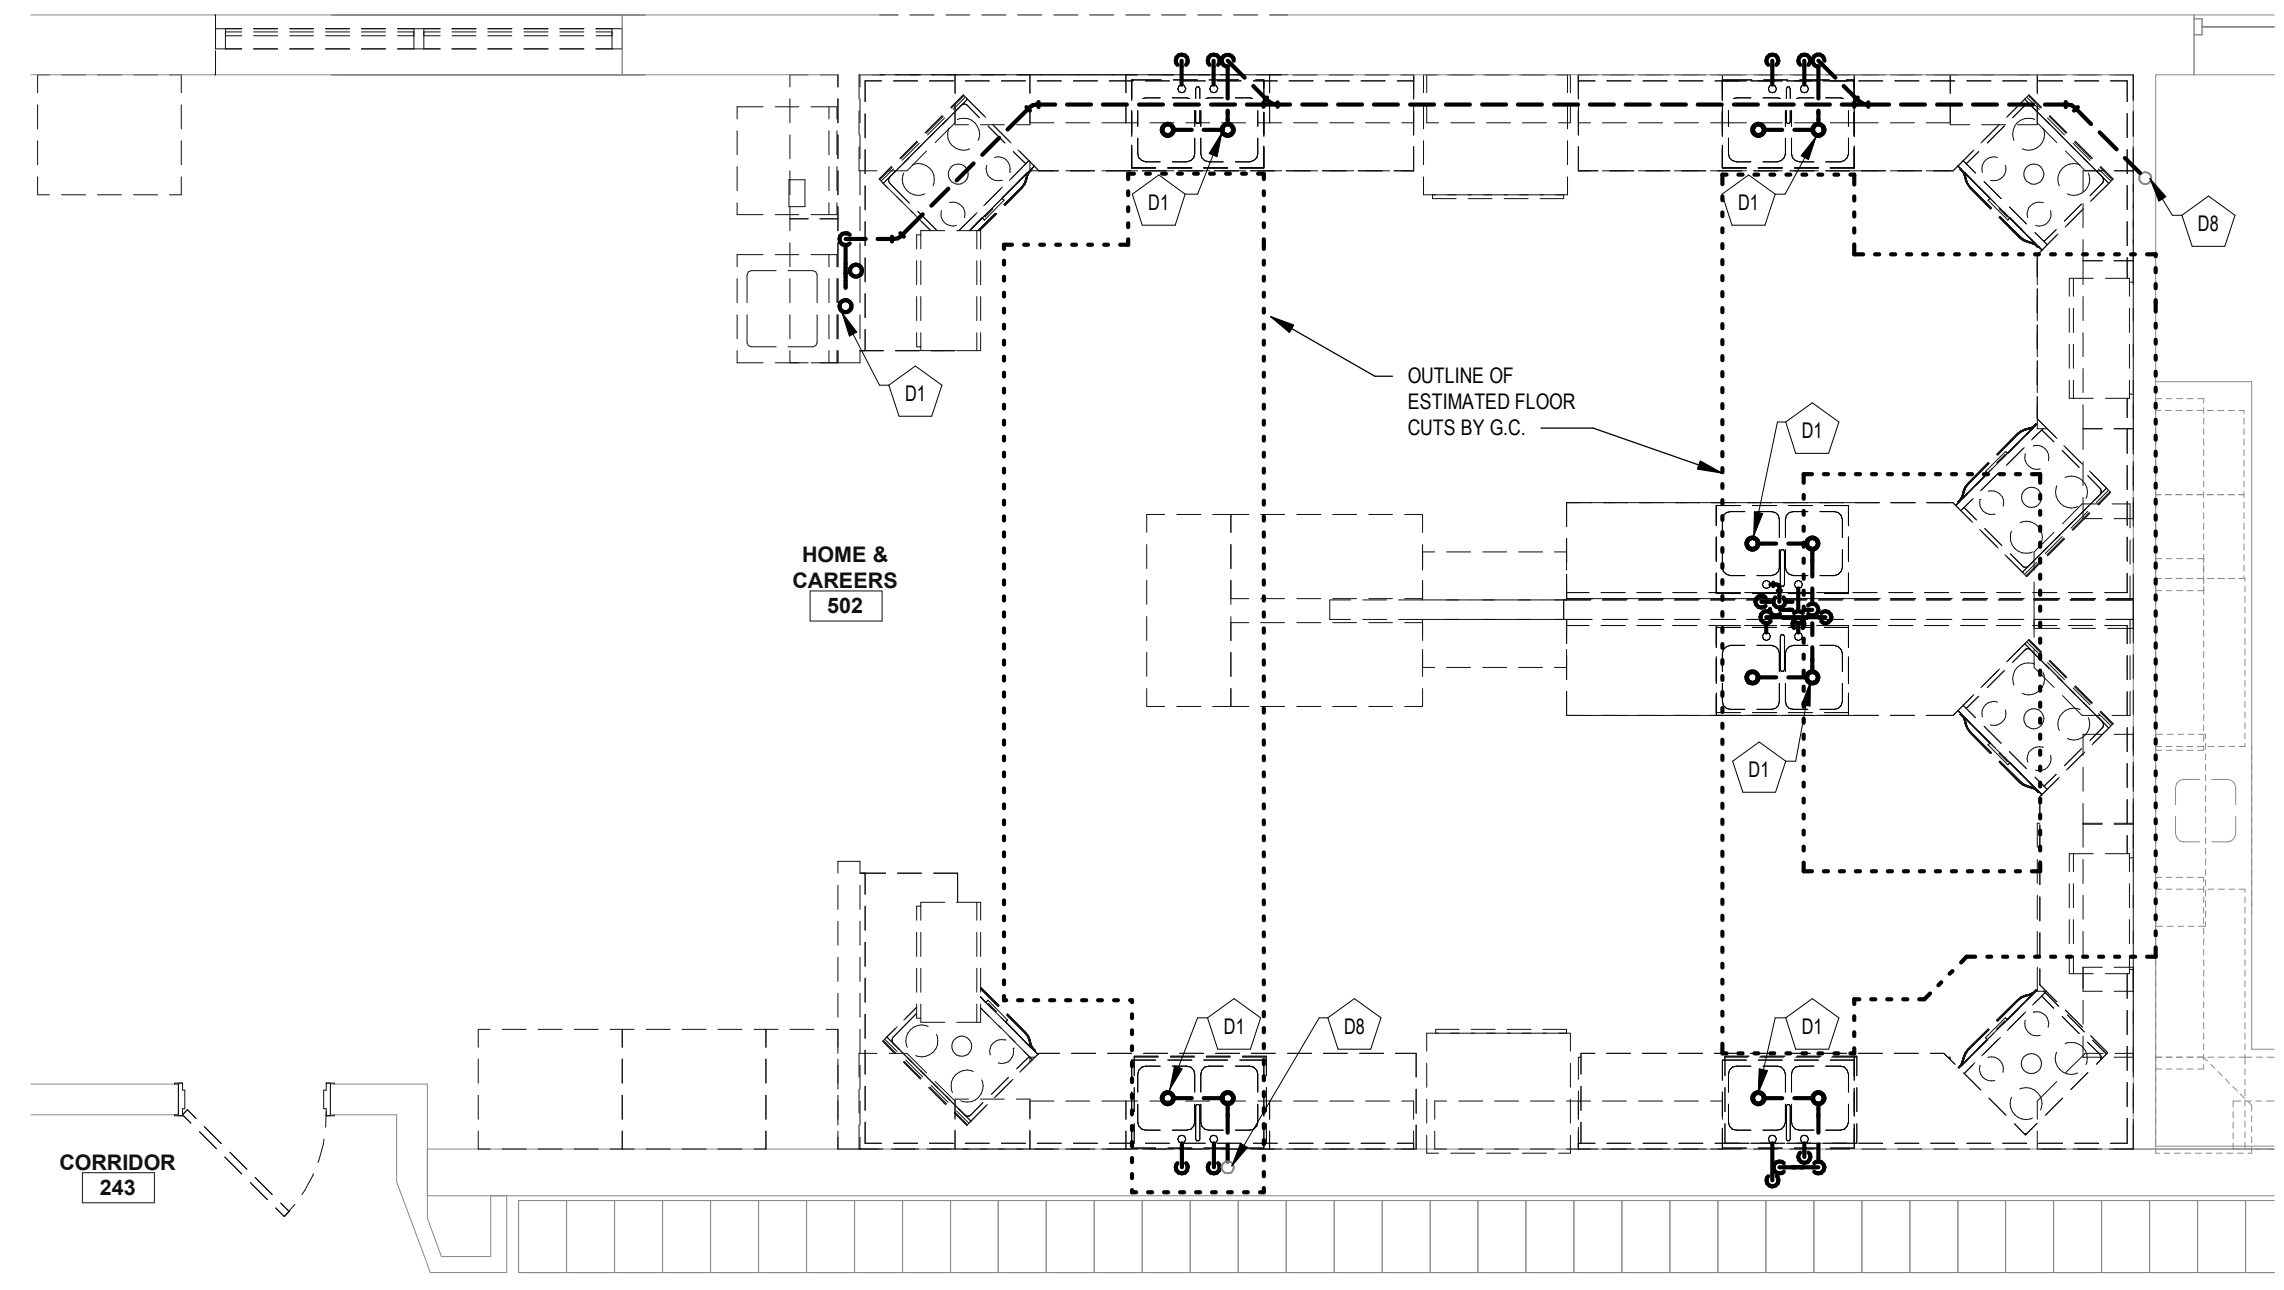 D1
D1
D8
D1
OUTLINE OF
ESTIMATED FLOOR
CUTS BY G.C.
D1
HOME &
CAREERS
502
D1
D1
D8
D1
CORRIDOR
243